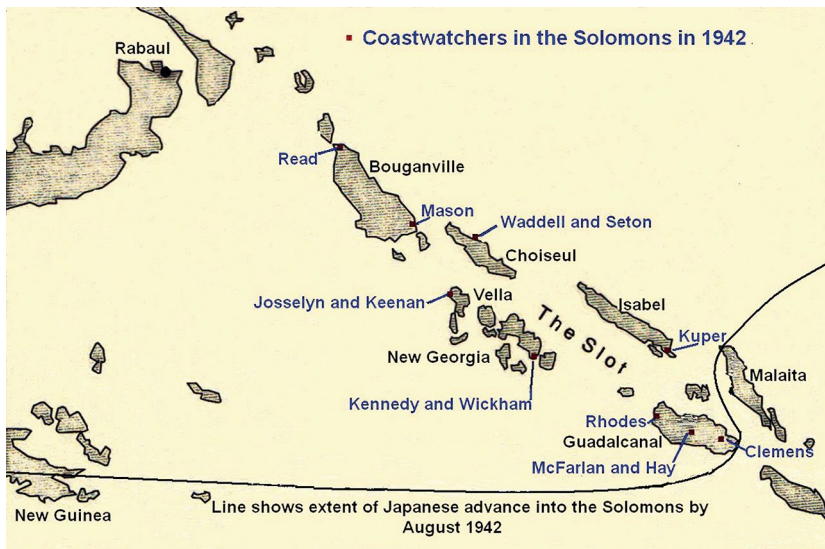 Coastwatchers in the Solomons in 1942
Rabaul
Read
Bouganville
Mason
Waddell and Seton
Choiseul
Josselyn and Keenan
Vella
The Slot
Isabel
Kuper
New Georgia
Malaita
Kennedy and Wickham
Rhodes
Guadalcanal
Clemens
McFarlan and Hay
New Guinea
Line shows extent of Japanese advance into the Solomons by
August 1942